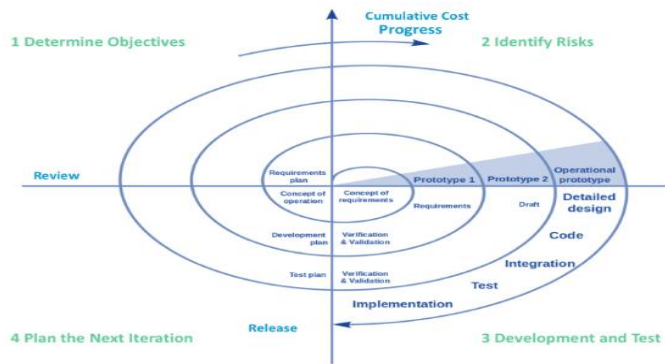 Cumulative Cost
Progress
1 Determine Objectives
2 Identify Risks
Review
Requirements
plan
Prototype 1
Prototype 2
Operational
prototype
Concept of
operation
Concept of
requirements
Requirements
Draft
Detailed
design
Development
plan
Verification
& Validation
Code
Test plan
Verification
& Validation
Integration
Test
Implementation
Release
4 Plan the Next Iteration
3 Development and Test